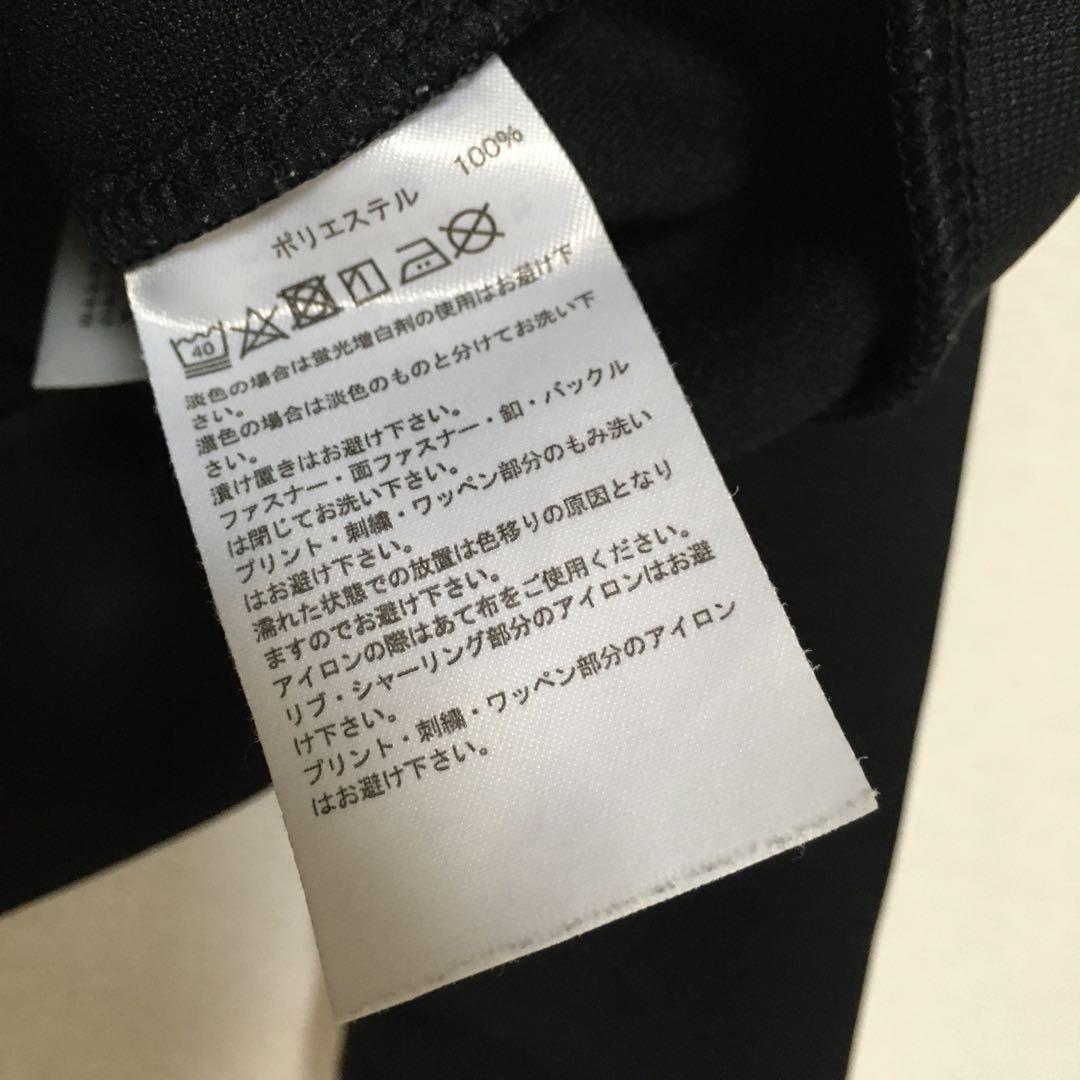 ポリエステル 100%
40
淡色の場合は蛍光増白剤の使用はお避け下
さい。
濃色の場合は淡色のものと分けてお洗い下
さい。
漬け置きはお避け下さい。
ファスナー・面ファスナー・釦・バックル
は閉じてお洗い下さい。
プリント・刺繍・ワッペン部分のもみ洗い
はお避け下さい。
濡れた状態での放置は色移りの原因となり
ますのでお避け下さい。
アイロンの際はあて布をご使用ください。
リブ・シャーリング部分のアイロンはお避
け下さい。
プリント・刺繍・ワッペン部分のアイロン
はお避け下さい。